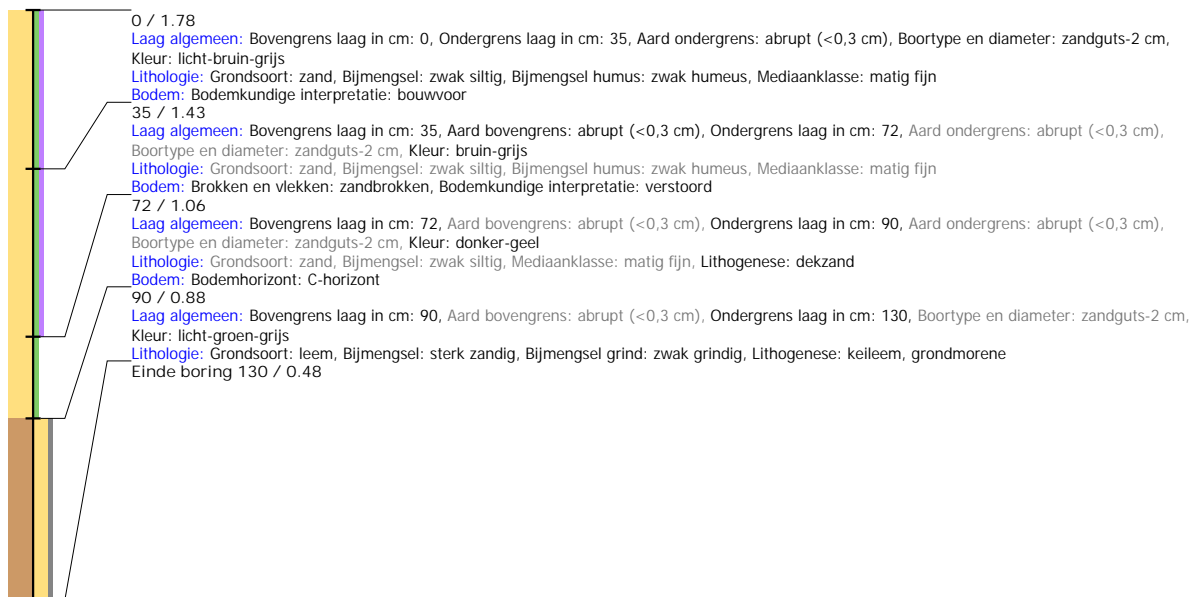 0 / 1.78
Laag algemeen: Bovengrens laag in cm: 0, Ondergrens laag in cm: 35, Aard ondergrens: abrupt (<0,3 cm), Boortype en diameter: zandguts-2 cm,
Kleur: licht-bruin-grijs
Lithologie: Grondsoort: zand, Bijmengsel: zwak siltig, Bijmengsel humus: zwak humeus, Mediaanklasse: matig fijn
Bodem: Bodemkundige interpretatie: bouwvoor
35 / 1.43
Laag algemeen: Bovengrens laag in cm: 35, Aard bovengrens: abrupt (<0,3 cm), Ondergrens laag in cm: 72, Aard ondergrens: abrupt (<0,3 cm),
Boortype en diameter: zandguts-2 cm, Kleur: bruin-grijs
Lithologie: Grondsoort: zand, Bijmengsel: zwak siltig, Bijmengsel humus: zwak humeus, Mediaanklasse: matig fijn
Bodem: Brokken en vlekken: zandbrokken, Bodemkundige interpretatie: verstoord
72 / 1.06
Laag algemeen: Bovengrens laag in cm: 72, Aard bovengrens: abrupt (<0,3 cm), Ondergrens laag in cm: 90, Aard ondergrens: abrupt (<0,3 cm),
Boortype en diameter: zandguts-2 cm, Kleur: donker-geel
Lithologie: Grondsoort: zand, Bijmengsel: zwak siltig, Mediaanklasse: matig fijn, Lithogenese: dekzand
Bodem: Bodemhorizont: C-horizont
90 / 0.88
Laag algemeen: Bovengrens laag in cm: 90, Aard bovengrens: abrupt (<0,3 cm), Ondergrens laag in cm: 130, Boortype en diameter: zandguts-2 cm,
Kleur: licht-groen-grijs
Lithologie: Grondsoort: leem, Bijmengsel: sterk zandig, Bijmengsel grind: zwak grindig, Lithogenese: keileem, grondmorene
Einde boring 130 / 0.48